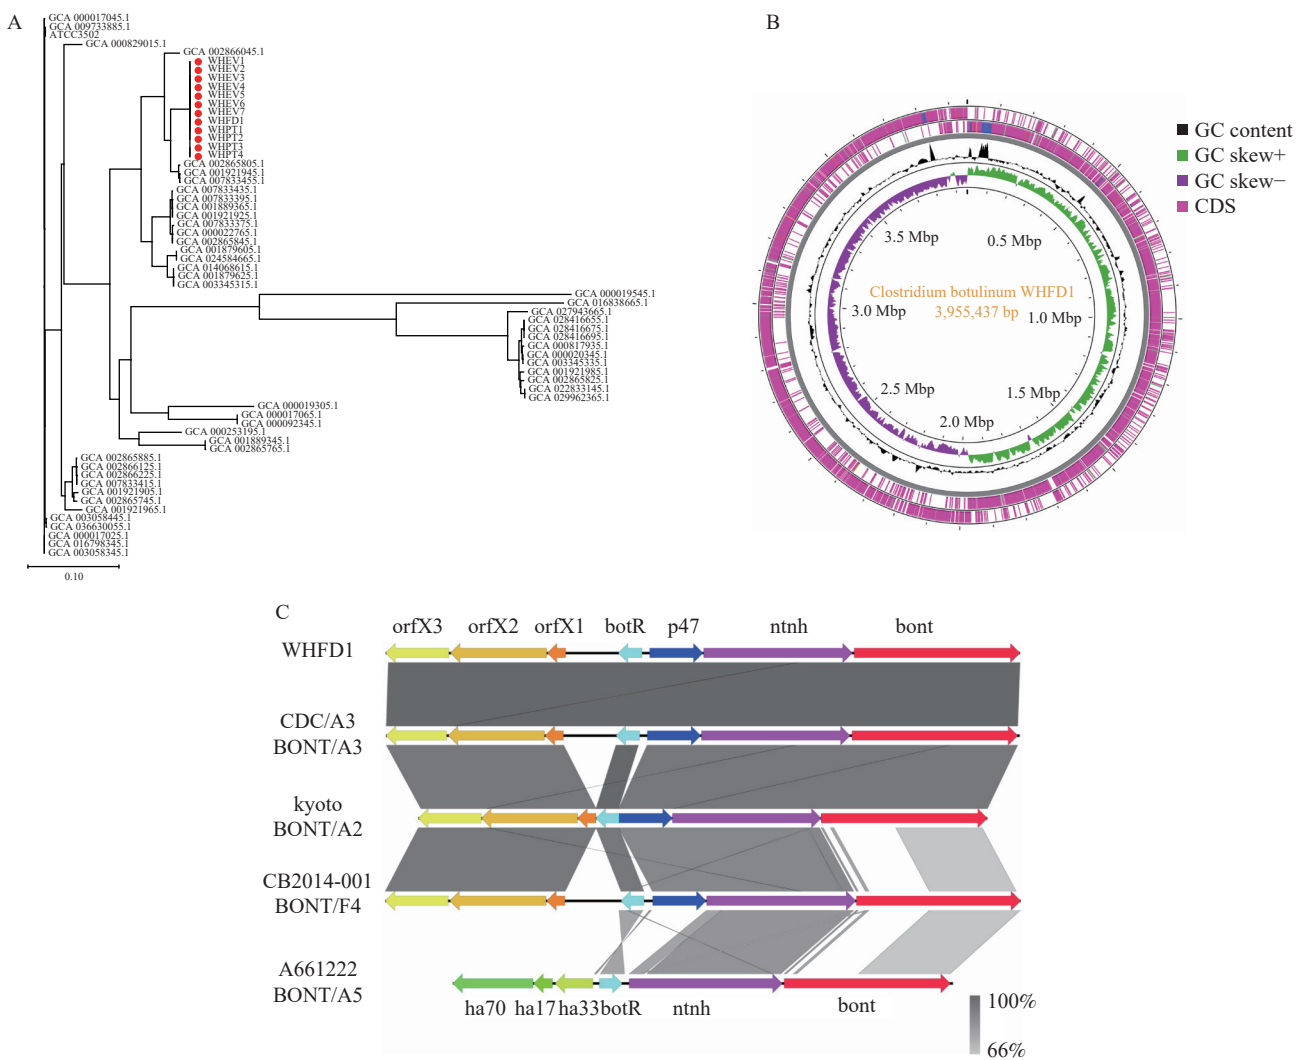 A
GCA 000017045.1
GCA 009733885.1
ATCC3502
GCA 000829015.1
GCA 002866045.1
WHEV1
WHEV2
WHEV3
WHEV4
WHEV5
WHEV6
WHEV7
WHFD1
WHPT1
WHPT2
WHPT3
WHPT4
GCA 002865805.1
GCA 001921945.1
GCA 007833455.1
GCA 007833435.1
GCA 007833395.1
GCA 001889365.1
GCA 001921925.1
GCA 007833375.1
GCA 000022765.1
GCA 002865845.1
GCA 001879605.1
GCA 024584665.1
GCA 014068615.1
GCA 001879625.1
GCA 003345315.1
GCA 000019545.1
GCA 016838665.1
GCA 027943665.1
GCA 028416655.1
GCA 028416675.1
GCA 028416695.1
GCA 000817935.1
GCA 000020345.1
GCA 003345335.1
GCA 001921985.1
GCA 002865825.1
GCA 022833145.1
GCA 029962365.1
GCA 000019305.1
GCA 000017065.1
GCA 000092345.1
GCA 000253195.1
GCA 001889345.1
GCA 002865765.1
GCA 002865885.1
GCA 002866125.1
GCA 002866225.1
GCA 007833415.1
GCA 001921905.1
GCA 002865745.1
GCA 001921965.1
GCA 003058445.1
GCA 036630055.1
GCA 000017025.1
GCA 016798345.1
GCA 003058345.1
0.10
B
GC content
GC skew+
GC skew−
CDS
3.5 Mbp
0.5 Mbp
Clostridium botulinum WHFD1
3,955,437 bp
3.0 Mbp
1.0 Mbp
2.5 Mbp
1.5 Mbp
2.0 Mbp
C
orfX3 orfX2 orfX1 botR p47 ntnh bont
WHFD1
CDC/A3
BONT/A3
kyoto
BONT/A2
CB2014-001
BONT/F4
A661222
BONT/A5
ha70 ha17 ha33 botR ntnh bont
100%
66%